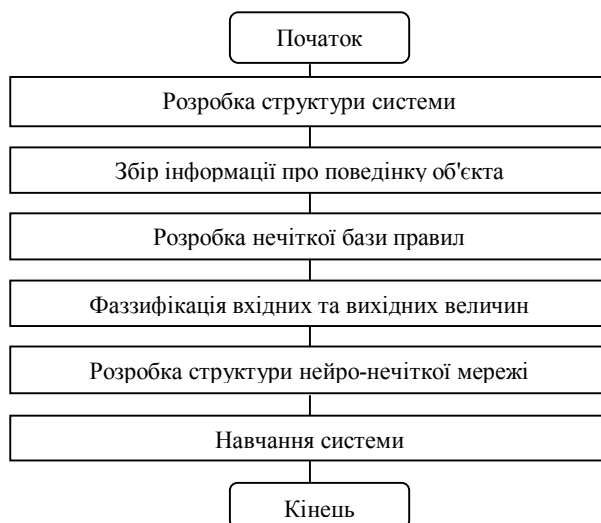 Початок
Розробка структури системи
Збір інформації про поведінку об'єкта
Розробка нечіткої бази правил
Фаззифікація вхідних та вихідних величин
Розробка структури нейро-нечіткої мережі
Навчання системи
Кінець